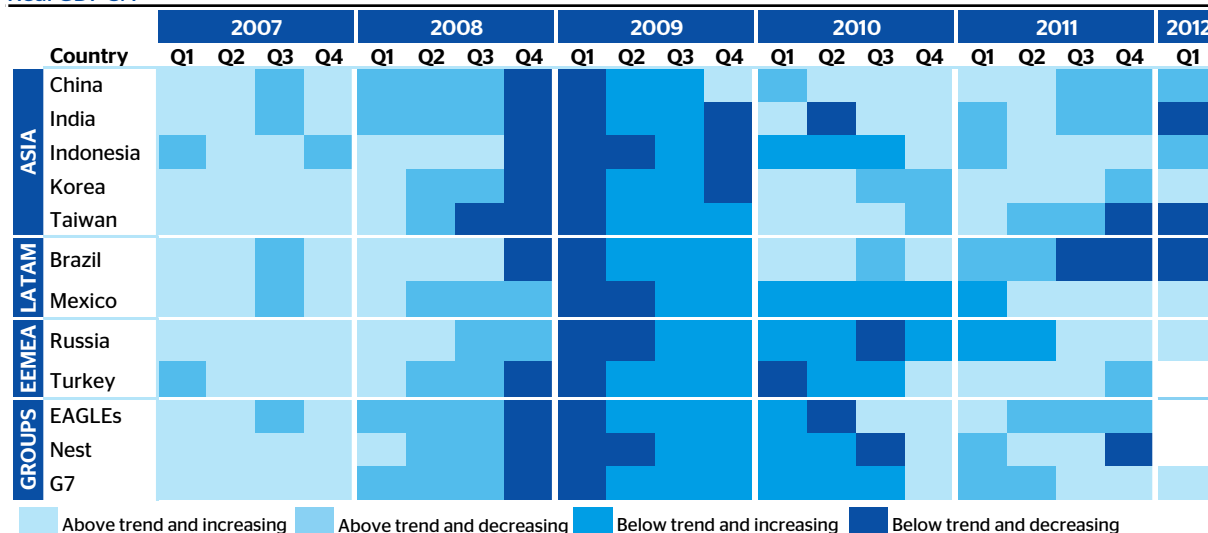 2007 2008 2009 2010 2011 2012
Country Q1 Q2 Q3 Q4 Q1 Q2 Q3 Q4 Q1 Q2 Q3 Q4 Q1 Q2 Q3 Q4 Q1 Q2 Q3 Q4 Q1
ASIA
China
India
Indonesia
Korea
Taiwan
LATAM
Brazil
Mexico
EEMEA
Russia
Turkey
GROUPS
EAGLEs
Nest
G7
Above trend and increasing Above trend and decreasing Below trend and increasing Below trend and decreasing